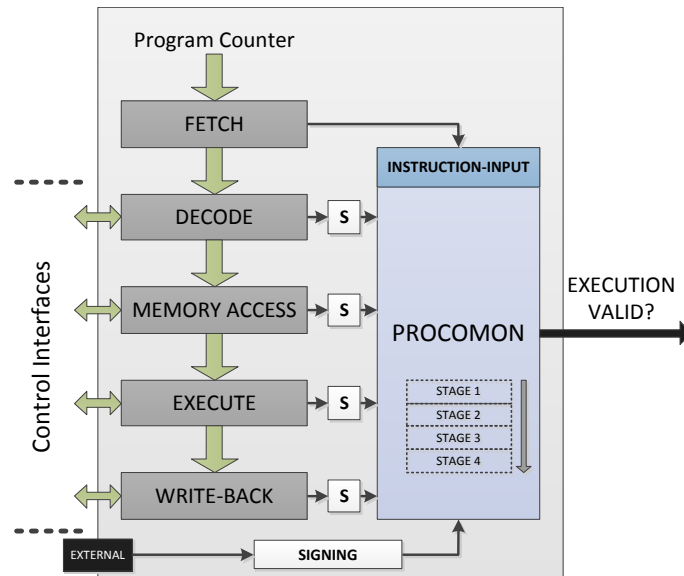 Program Counter
FETCH
INSTRUCTION-INPUT
DECODE
S
MEMORY ACCESS
S
EXECUTE
S
WRITE-BACK
S
Control Interfaces
PROCOMON
STAGE 1
STAGE 2
STAGE 3
STAGE 4
EXECUTION
VALID?
EXTERNAL
SIGNING